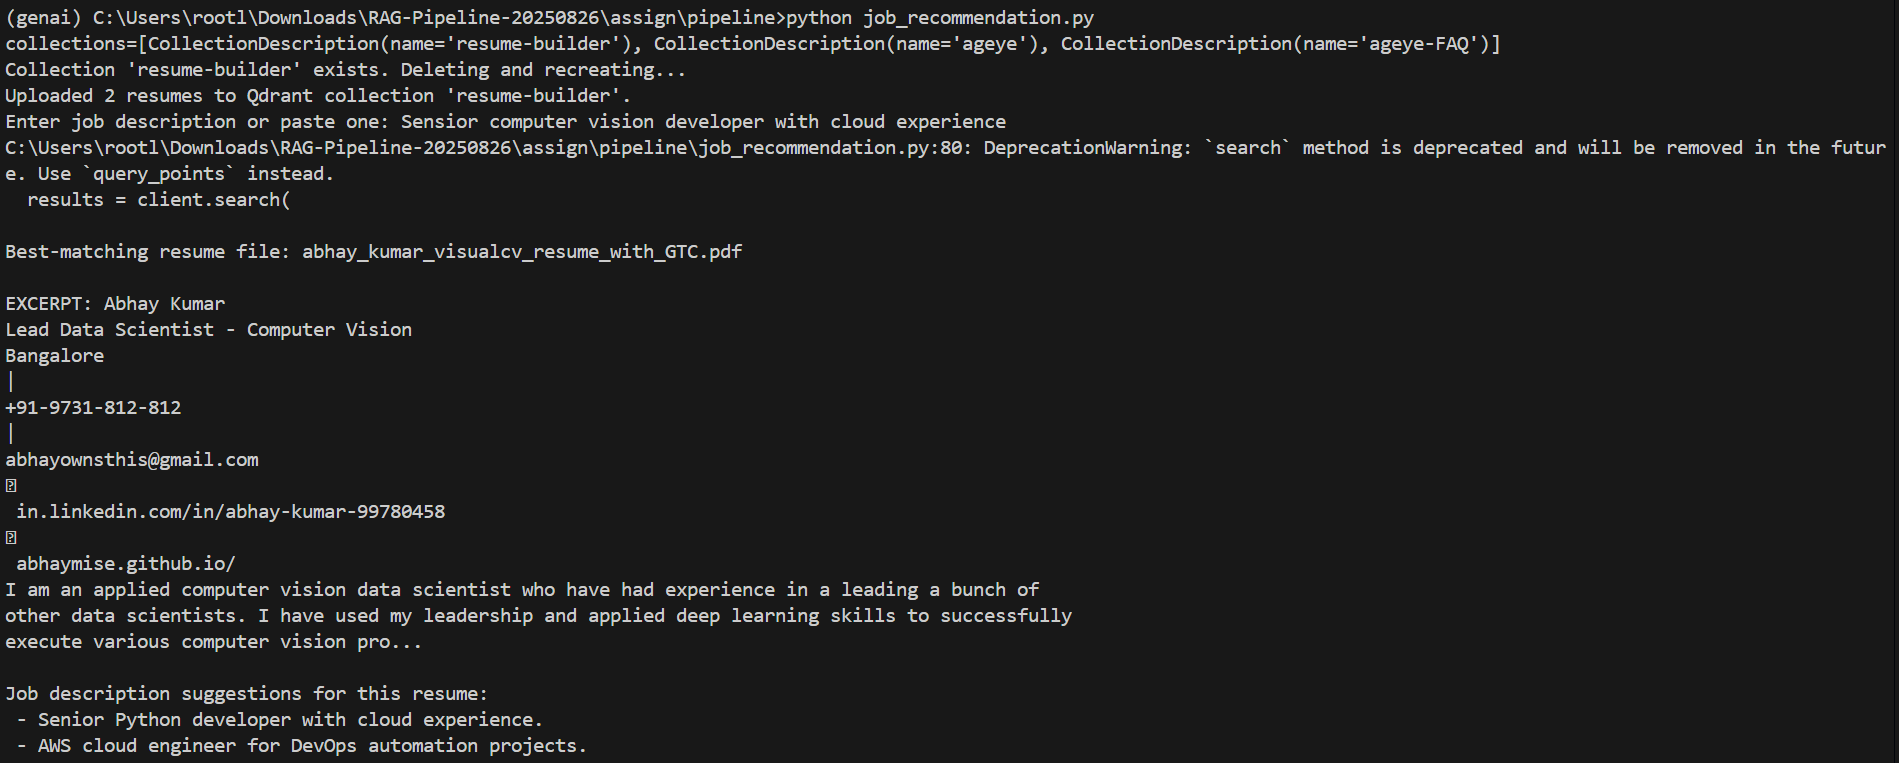 (genai) C:\Users\rootl\Downloads\RAG-Pipeline-20250826\assign\pipeline>python job_recommendation.py
collections=[CollectionDescription(name='resume-builder'), CollectionDescription(name='ageye'), CollectionDescription(name='ageye-FAQ')]
Collection 'resume-builder' exists. Deleting and recreating...
Uploaded 2 resumes to Qdrant collection 'resume-builder'.
Enter job description or paste one: Sensior computer vision developer with cloud experience
C:\Users\rootl\Downloads\RAG-Pipeline-20250826\assign\pipeline\job_recommendation.py:80: DeprecationWarning: `search` method is deprecated and will be removed in the futur
e. Use `query_points` instead.
  results = client.search(

Best-matching resume file: abhay_kumar_visualcv_resume_with_GTC.pdf

EXCERPT: Abhay Kumar
Lead Data Scientist - Computer Vision
Bangalore
|
+91-9731-812-812
|
abhayownsthis@gmail.com
 in.linkedin.com/in/abhay-kumar-99780458
 abhaymise.github.io/
I am an applied computer vision data scientist who have had experience in a leading a bunch of
other data scientists. I have used my leadership and applied deep learning skills to successfully
execute various computer vision pro...

Job description suggestions for this resume:
 - Senior Python developer with cloud experience.
 - AWS cloud engineer for DevOps automation projects.